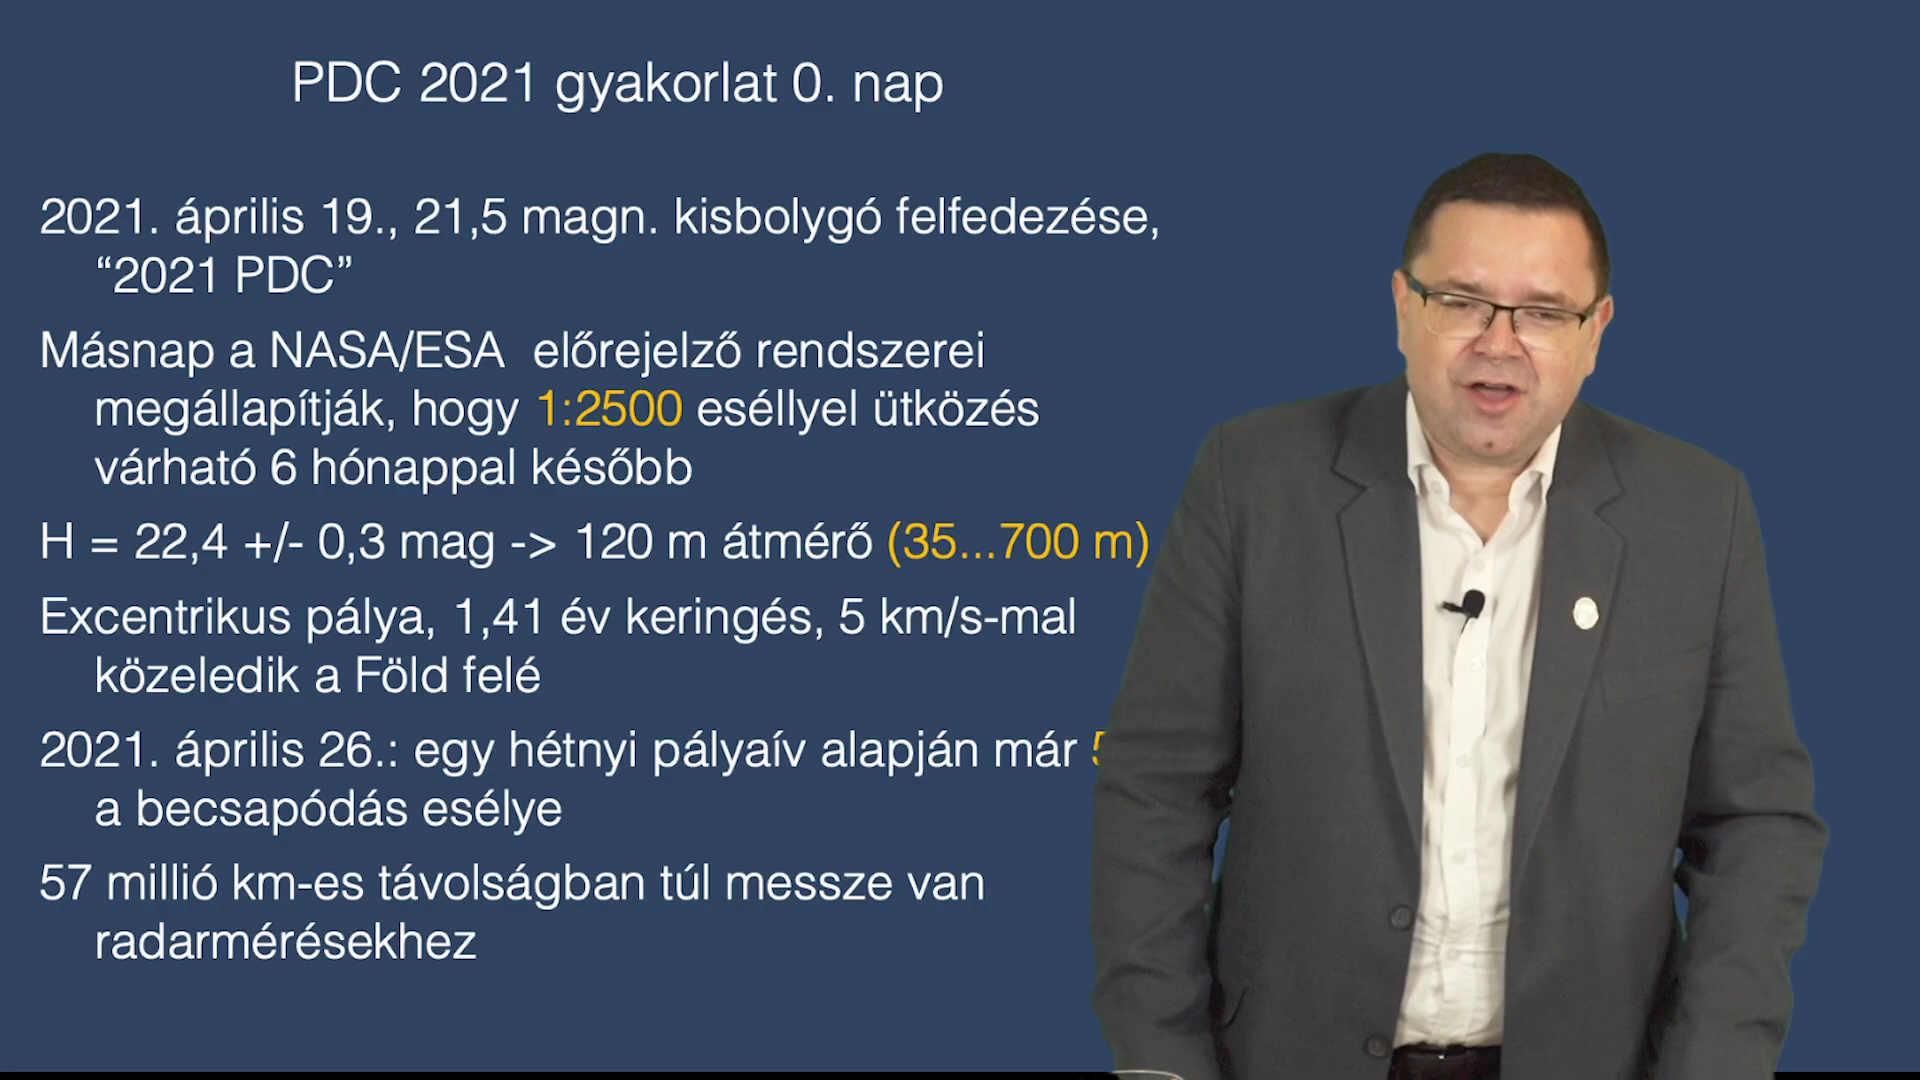 PDC 2021 gyakorlat 0. nap
2021. április 19., 21,5 magn. kisbolygó felfedezése,
“2021 PDC”
Másnap a NASA/ESA előrejelző rendszerei
megállapítják, hogy 1:2500 eséllyel ütközés
várható 6 hónappal később
H = 22,4 +/- 0,3 mag -> 120 m átmérő (35...700 m)
Excentrikus pálya, 1,41 év keringés, 5 km/s-mal
közeledik a Föld felé
2021. április 26.: egy hétnyi pályaív alapján már
a becsapódás esélye
57 millió km-es távolságban túl messze van
radarmérésekhez